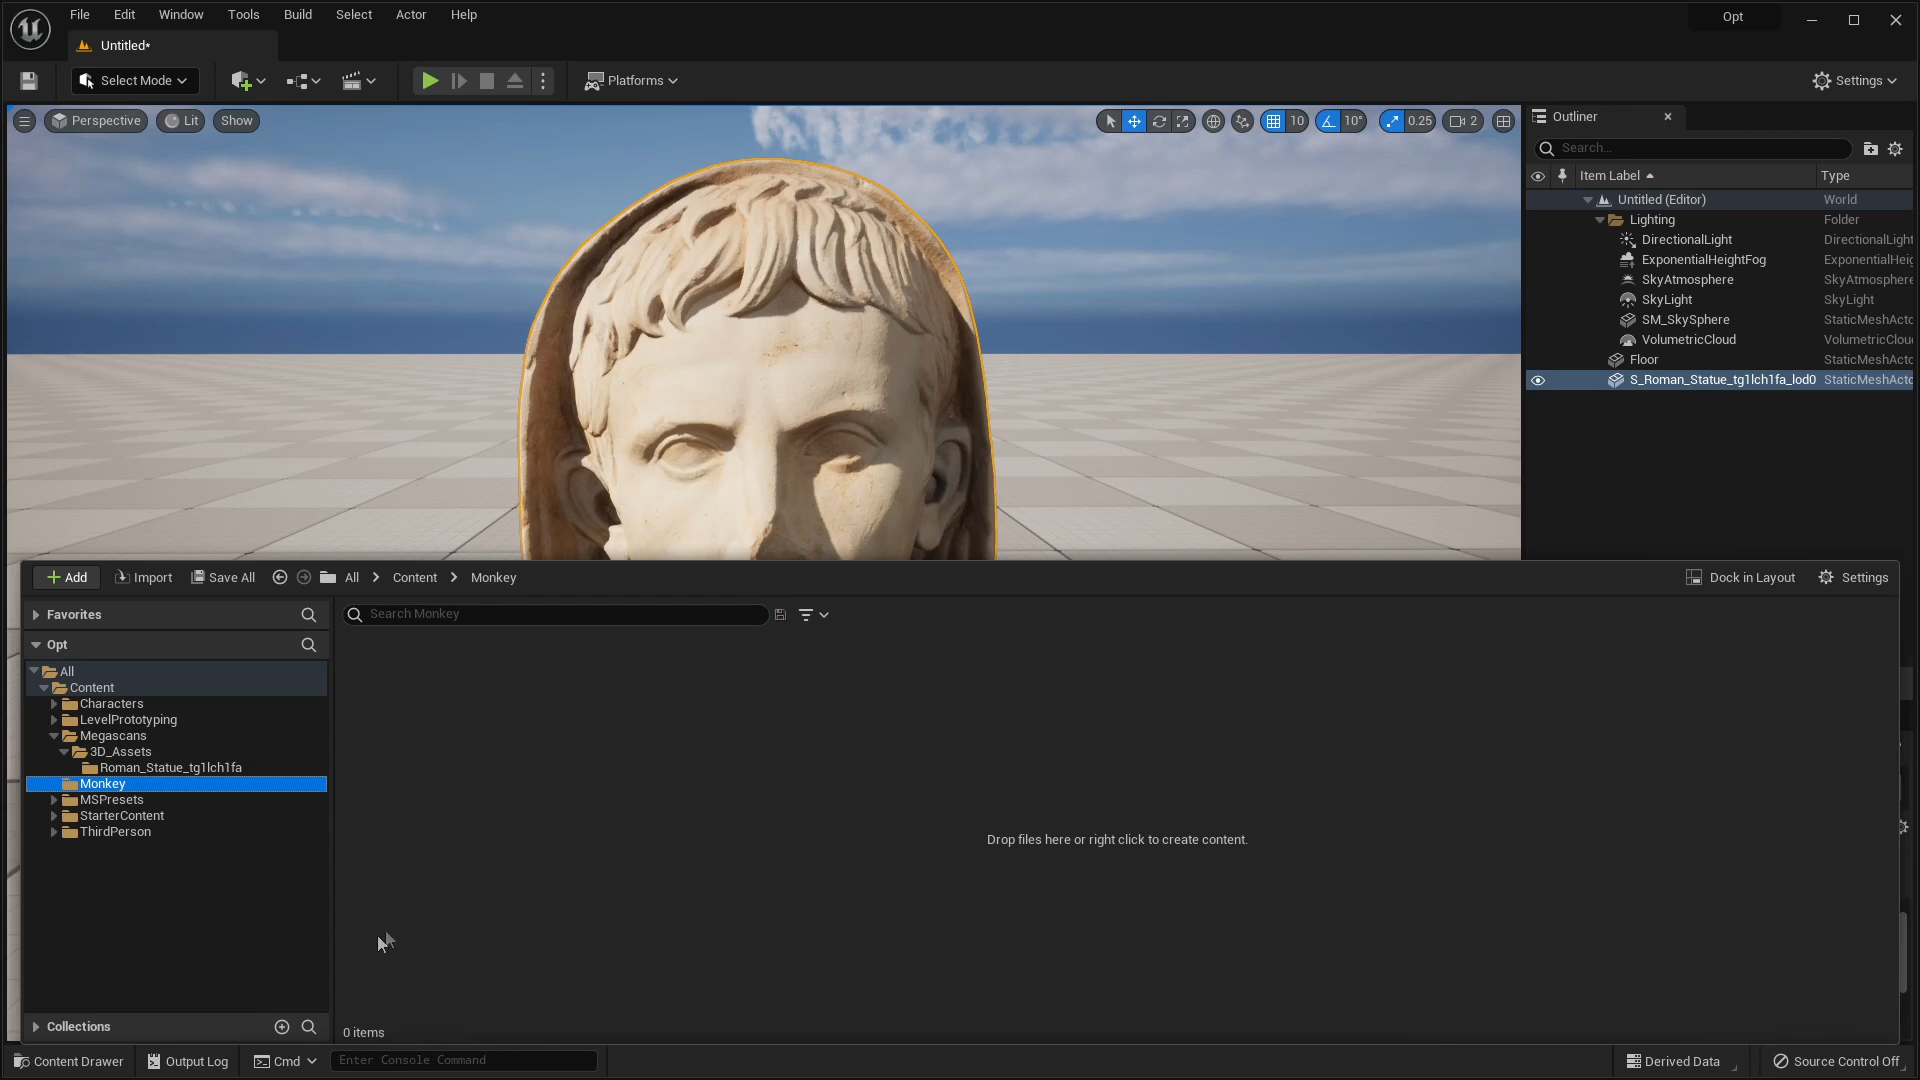 File Edit Window Tools Build Select Actor Help
Opt
Untitled*
Select Mode
Platforms
Settings
Perspective
Lit
Show
10
10°
0.25
2
Outliner
Search...
Item Label
Type
Untitled (Editor) World
Lighting Folder
DirectionalLight DirectionalLight
ExponentialHeightFog ExponentialHeig
SkyAtmosphere SkyAtmosphere
SkyLight SkyLight
SM_SkySphere StaticMeshActo
VolumetricCloud VolumetricClou
Floor StaticMeshActo
S_Roman_Statue_tg1lch1fa_lod0 StaticMeshActo
Add
Import
Save All
All
Content
Monkey
Dock in Layout
Settings
Favorites
Search Monkey
Opt
All
Content
Characters
LevelPrototyping
Megascans
3D_Assets
Roman_Statue_tg1lch1fa
Monkey
MSPresets
StarterContent
ThirdPerson
Drop files here or right click to create content.
Collections
0 items
Content Drawer
Output Log
Cmd
Enter Console Command
Derived Data
Source Control Off